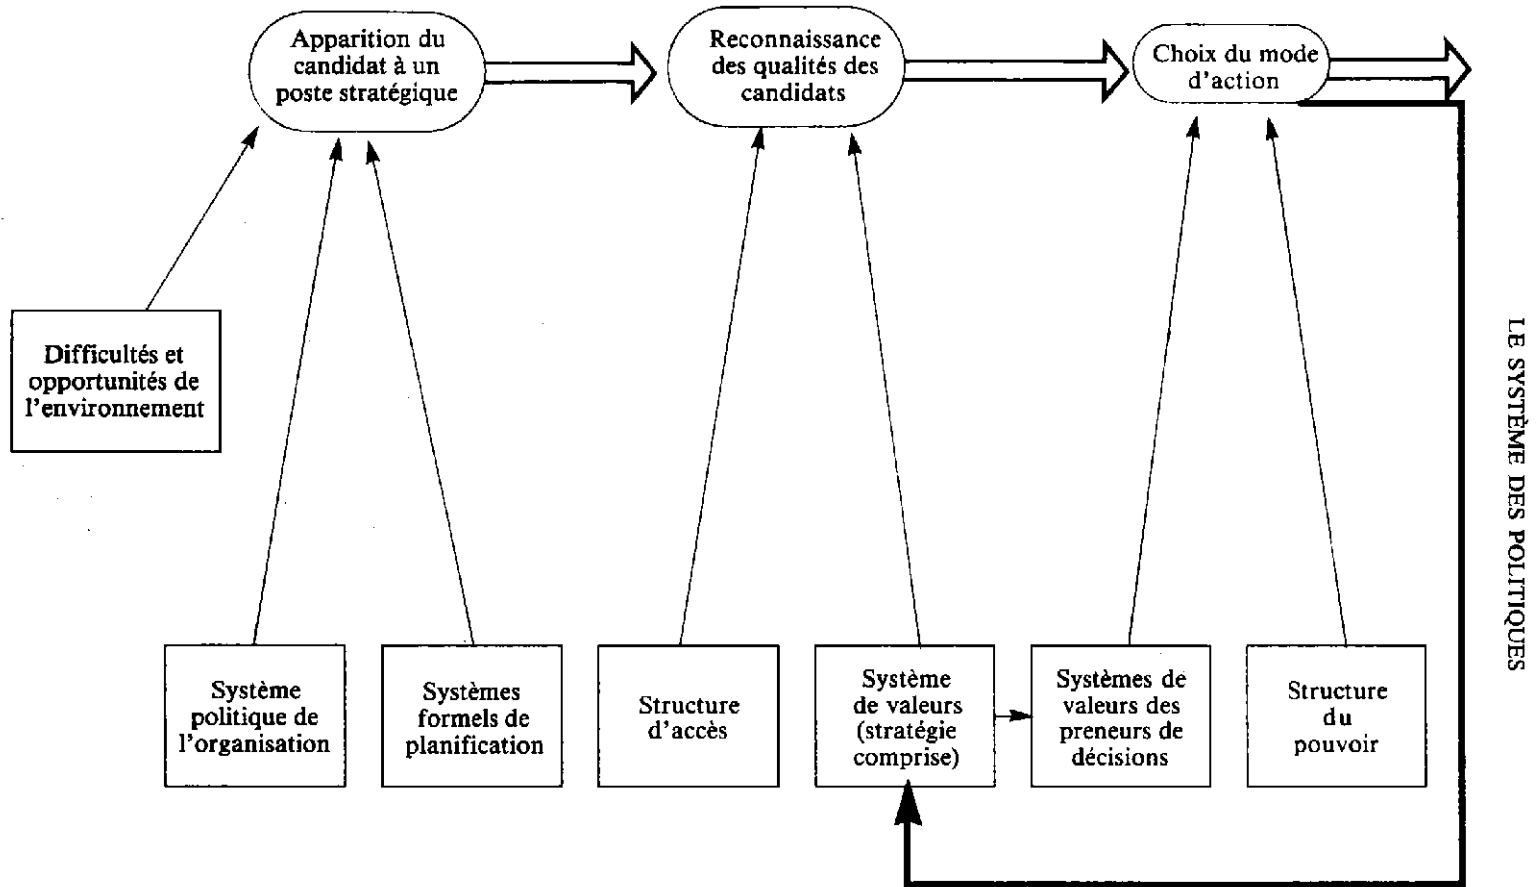 Apparition du
candidat à un
poste stratégique
Reconnaissance
des qualités des
candidats
Choix du mode
d'action
Difficultés et
opportunités de
l'environnement
Système
politique de
l'organisation
Systèmes
formels de
planification
Structure
d'accès
Système
de valeurs
(stratégie
comprise)
Systèmes de
valeurs des
preneurs de
décisions
Structure
du
pouvoir
LE SYSTÈME DES POLITIQUES